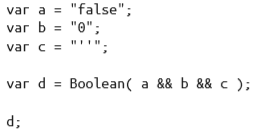 var a = "false";
var b = "0";
var c = "''";
var d = Boolean( a && b && c );
d;